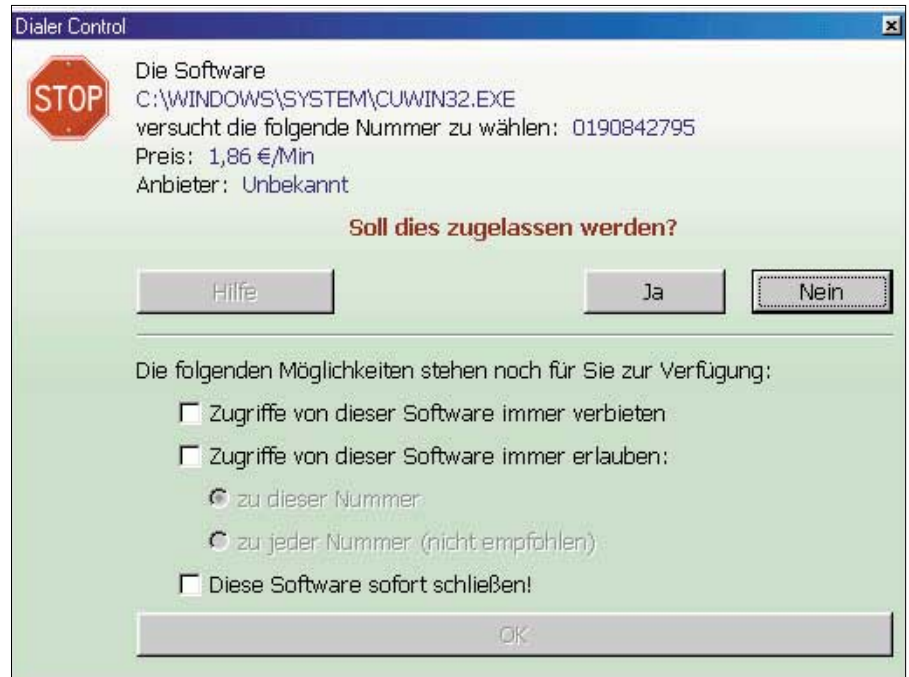 Dialer Control
STOP
Die Software
C:\WINDOWS\SYSTEM\CUWIN32.EXE
versucht die folgende Nummer zu wählen: 0190842795
Preis: 1,86 €/Min
Anbieter: Unbekannt
Soll dies zugelassen werden?
Hilfe Ja Nein
Die folgenden Möglichkeiten stehen noch für Sie zur Verfügung:
Zugriffe von dieser Software immer verbieten
Zugriffe von dieser Software immer erlauben:
zu dieser Nummer
zu jeder Nummer (nicht empfohlen)
Diese Software sofort schließen!
OK